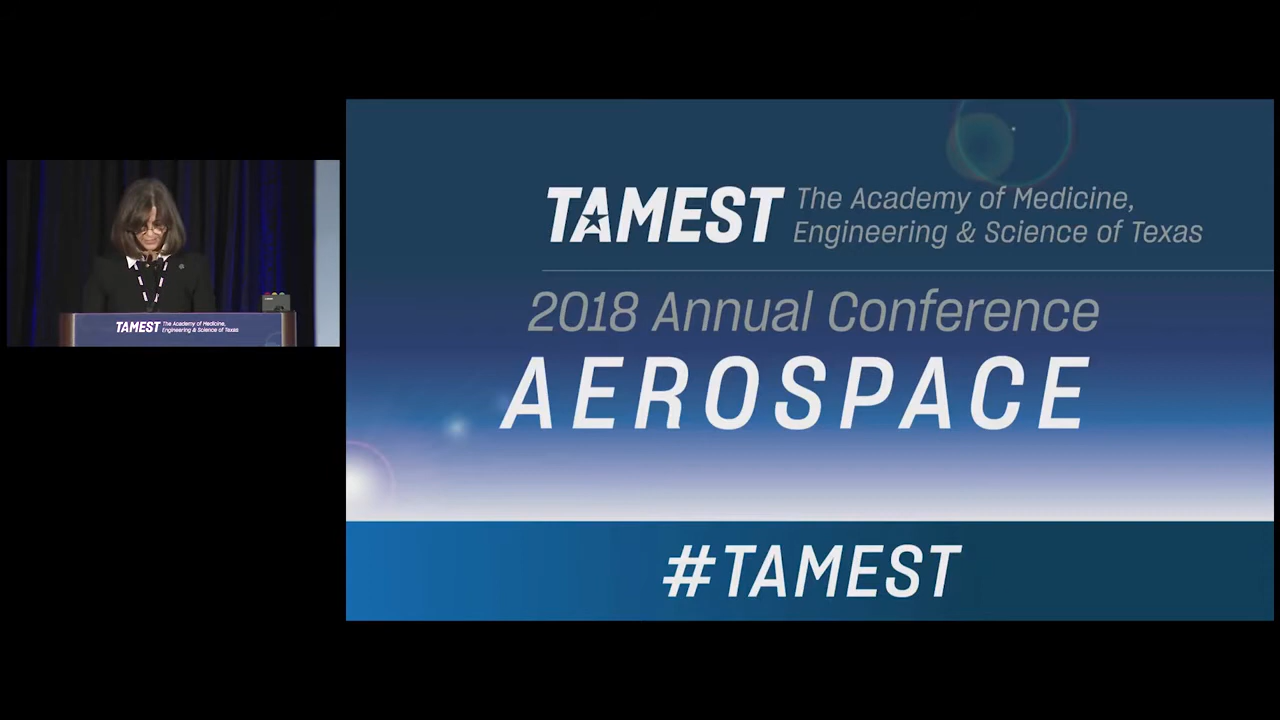 TAMEST The Academy of Medicine,
Engineering & Science of Texas
2018 Annual Conference
AEROSPACE
#TAMEST
TAMEST The Academy of Medicine,
Engineering & Science of Texas